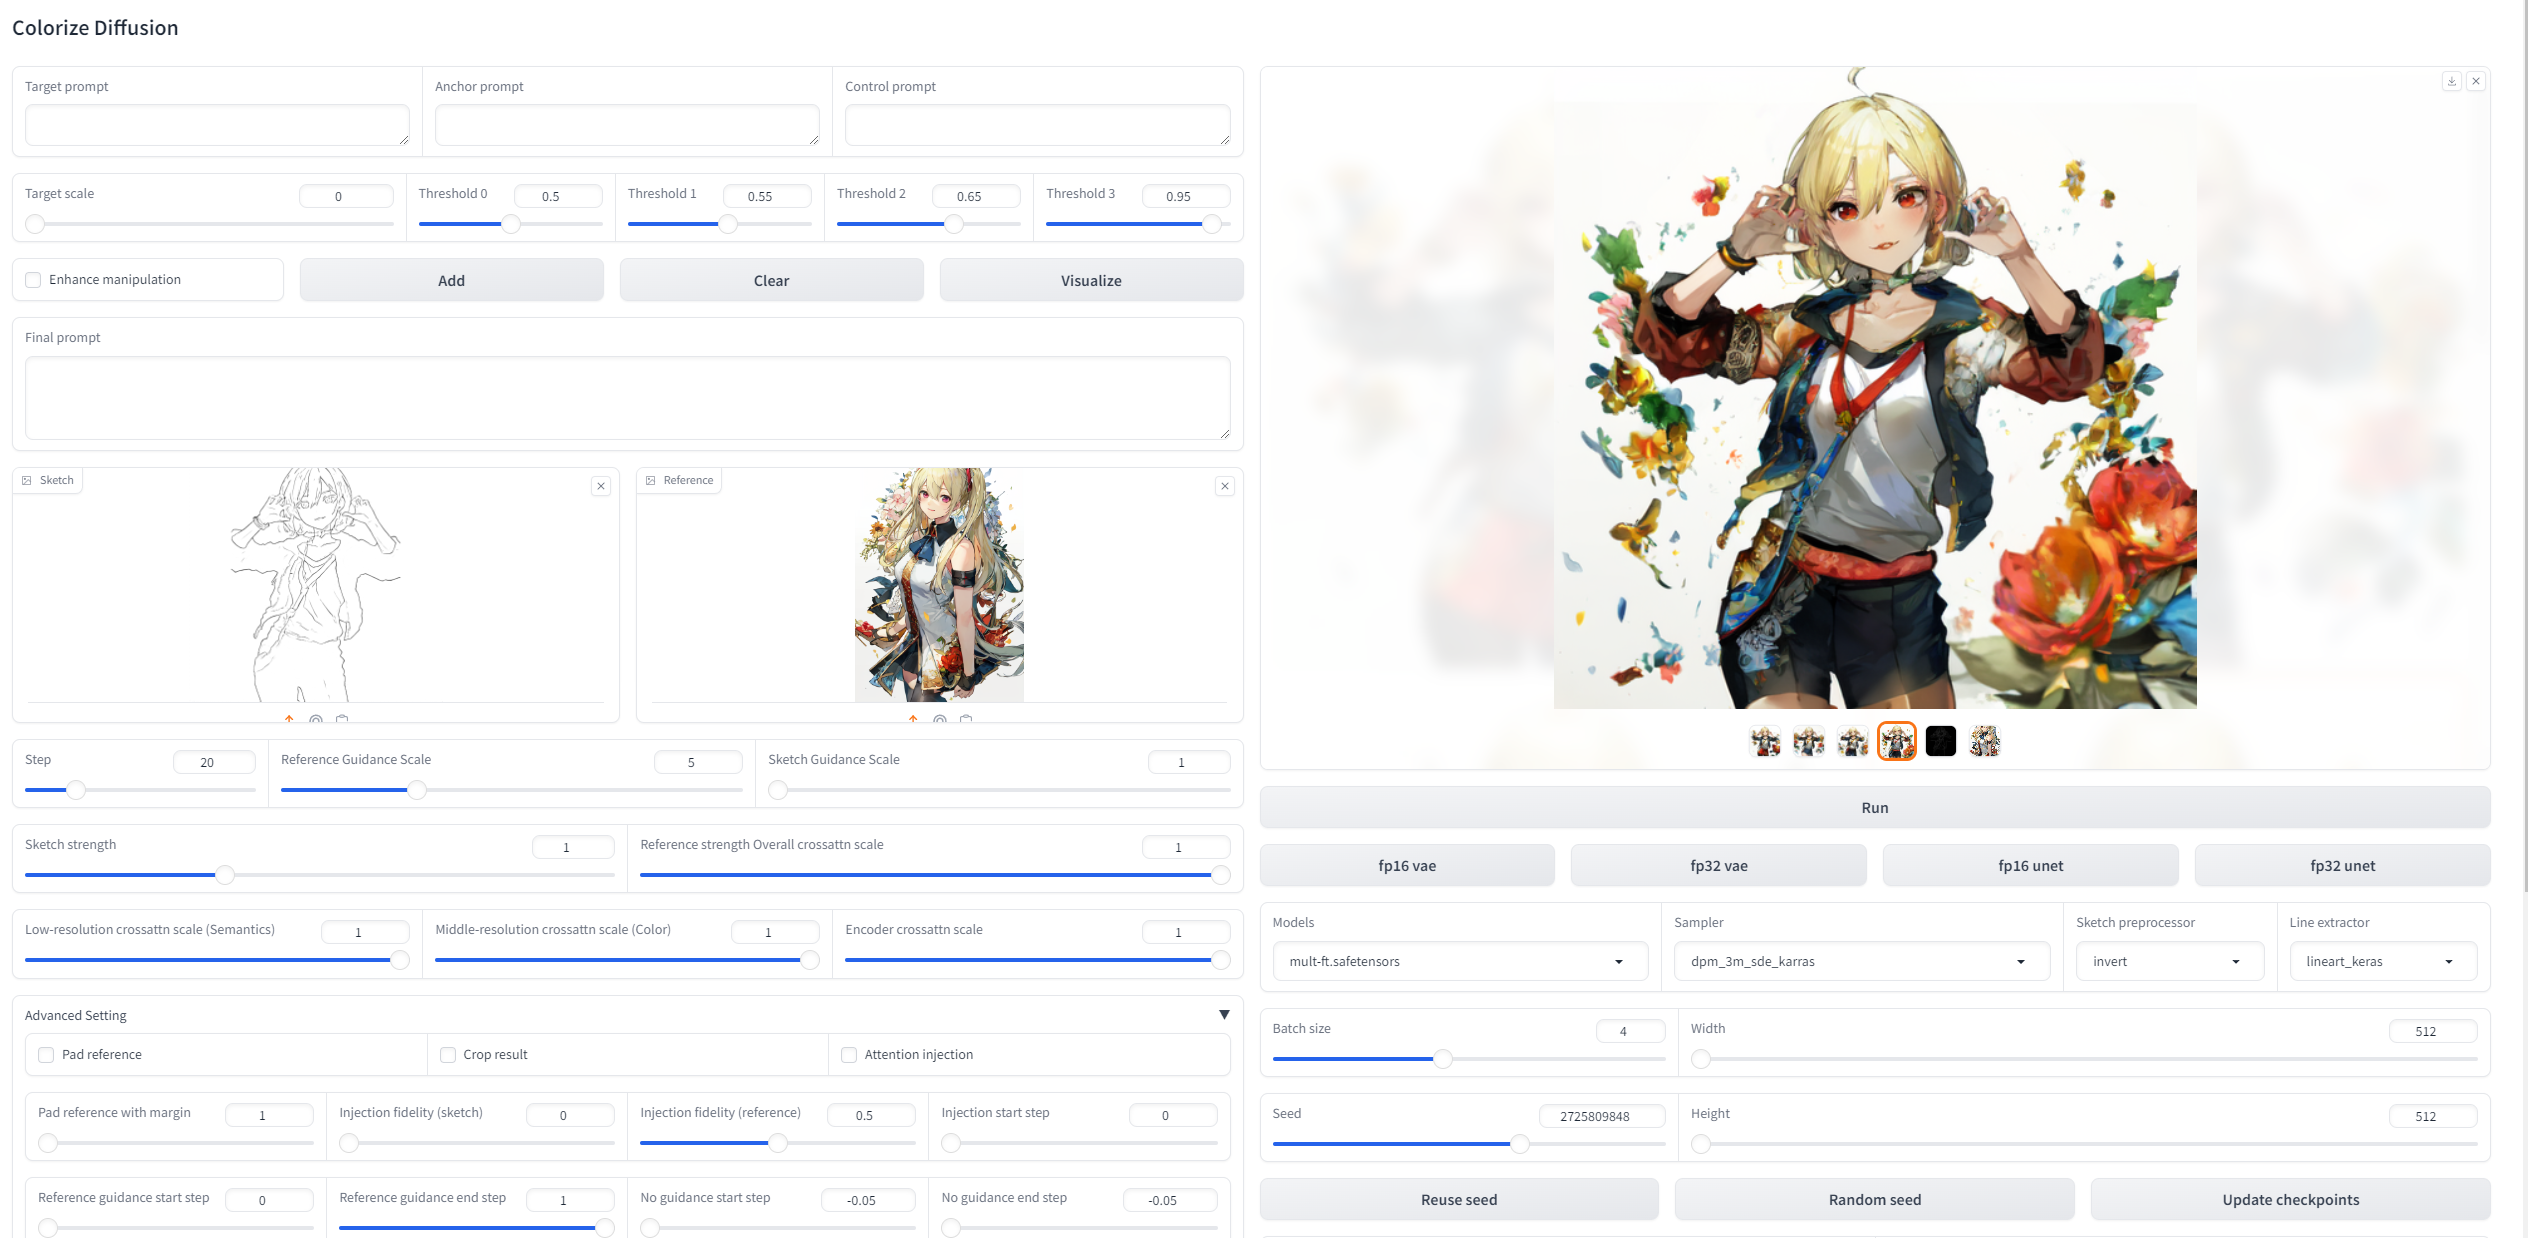 Colorize Diffusion
Target prompt
Anchor prompt
Control prompt
Target scale
0
Threshold 0
0.5
Threshold 1
0.55
Threshold 2
0.65
Threshold 3
0.95
Enhance manipulation
Add
Clear
Visualize
Final prompt
Sketch
Reference
Step
20
Reference Guidance Scale
5
Sketch Guidance Scale
1
Sketch strength
1
Reference strength Overall crossattn scale
1
Low-resolution crossattn scale (Semantics)
1
Middle-resolution crossattn scale (Color)
1
Encoder crossattn scale
1
Advanced Setting
Pad reference
Crop result
Attention injection
Pad reference with margin
1
Injection fidelity (sketch)
0
Injection fidelity (reference)
0.5
Injection start step
0
Reference guidance start step
0
Reference guidance end step
1
No guidance start step
-0.05
No guidance end step
-0.05
Run
fp16 vae
fp32 vae
fp16 unet
fp32 unet
Models
mult-ft.safetensors
Sampler
dpm_3m_sde_karras
Sketch preprocessor
invert
Line extractor
lineart_keras
Batch size
4
Width
512
Seed
2725809848
Height
512
Reuse seed
Random seed
Update checkpoints